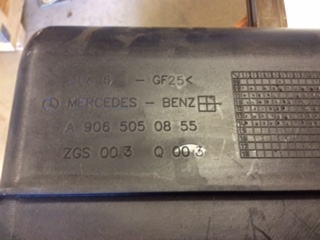 - GF25<
MERCEDES - BENZ
A 906 505 08 55
ZGS 003 Q 003